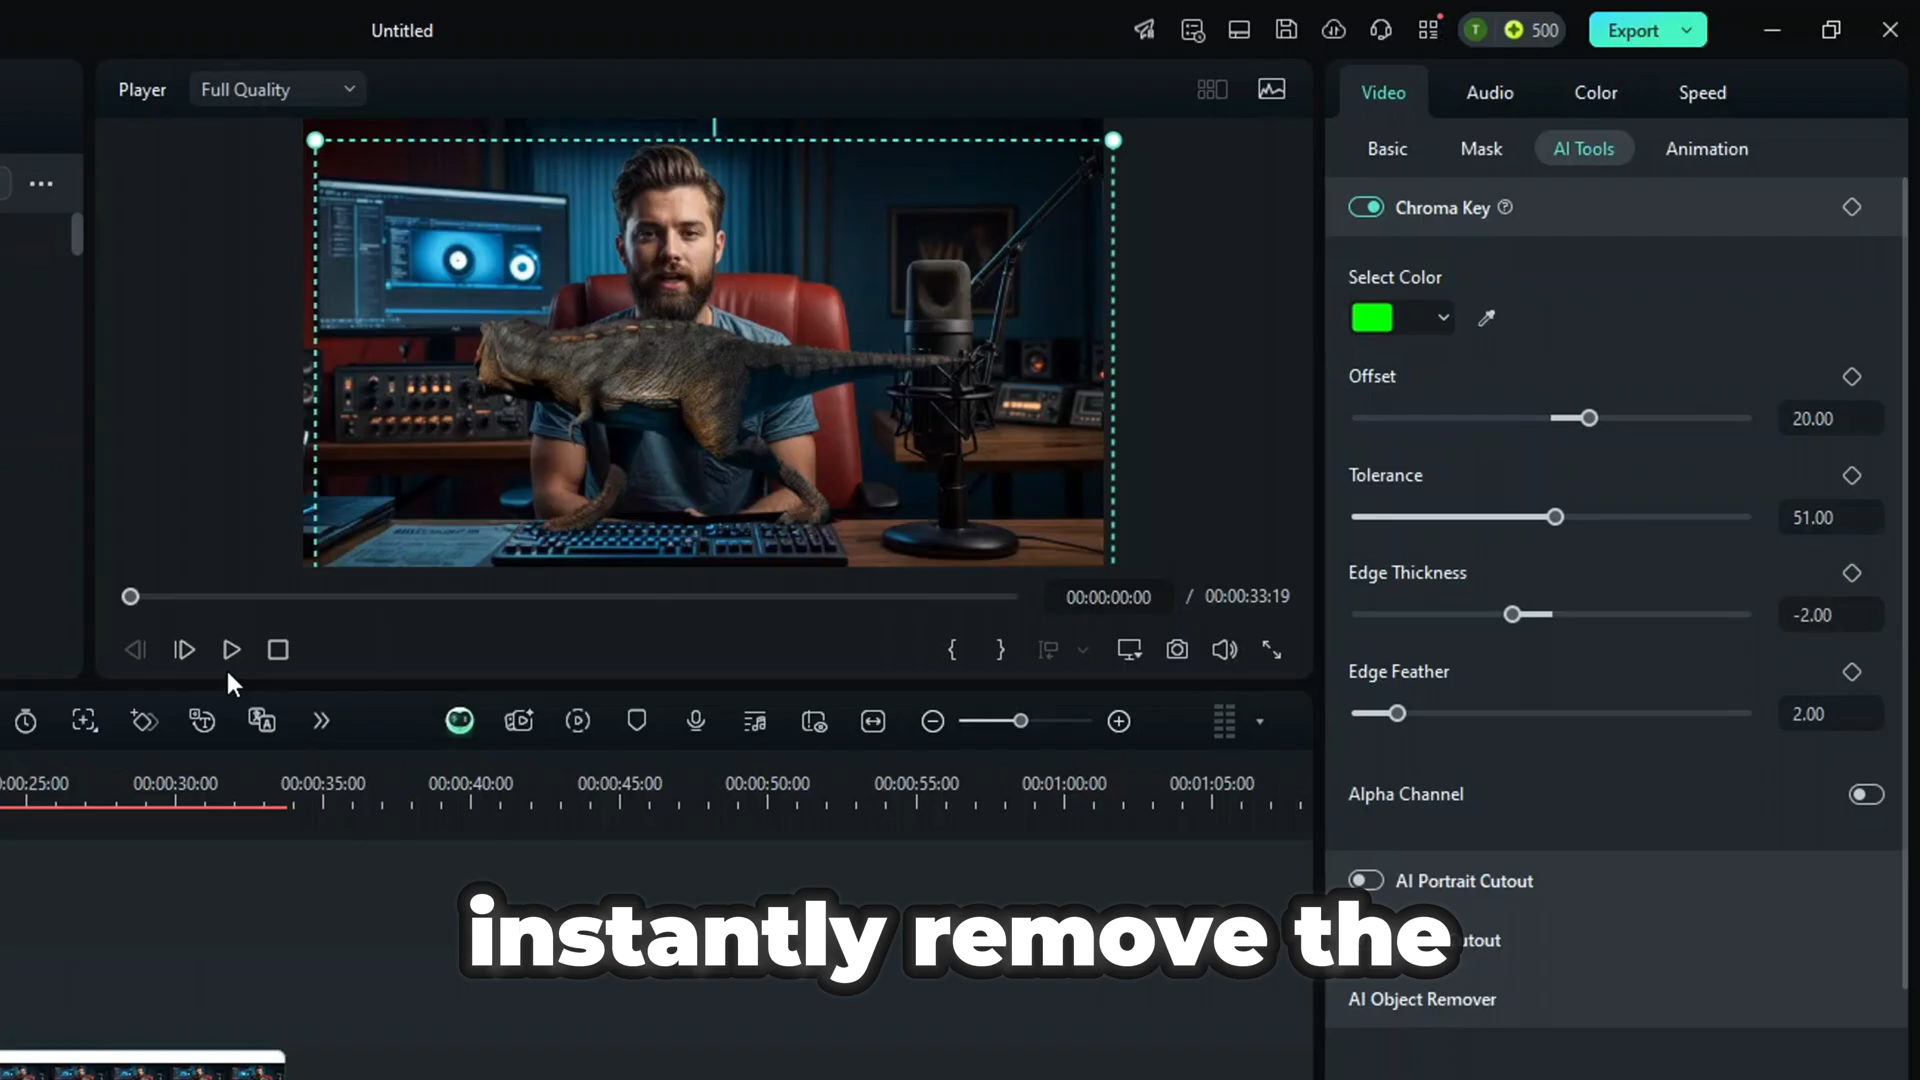 Untitled
T
500
Export
Player
Full Quality
Video
Audio
Color
Speed
Basic
Mask
AI Tools
Animation
Chroma Key
Select Color
Offset
20.00
Tolerance
51.00
Edge Thickness
-2.00
Edge Feather
2.00
Alpha Channel
AI Portrait Cutout
utout
AI Object Remover
00:00:00:00 / 00:00:33:19
:00:25:00
00:00:30:00
00:00:35:00
00:00:40:00
00:00:45:00
00:00:50:00
00:00:55:00
00:01:00:00
00:01:05:00
instantly remove the